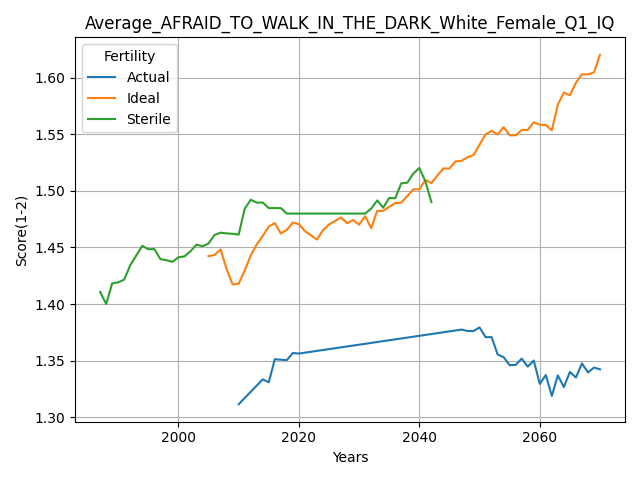 Average_AFRAID_TO_WALK_IN_THE_DARK_White_Female_Q1_IQ
Fertility
Actual
Ideal
Sterile
Score(1-2)
1.60
1.55
1.50
1.45
1.40
1.35
1.30
2000
2020
2040
2060
Years